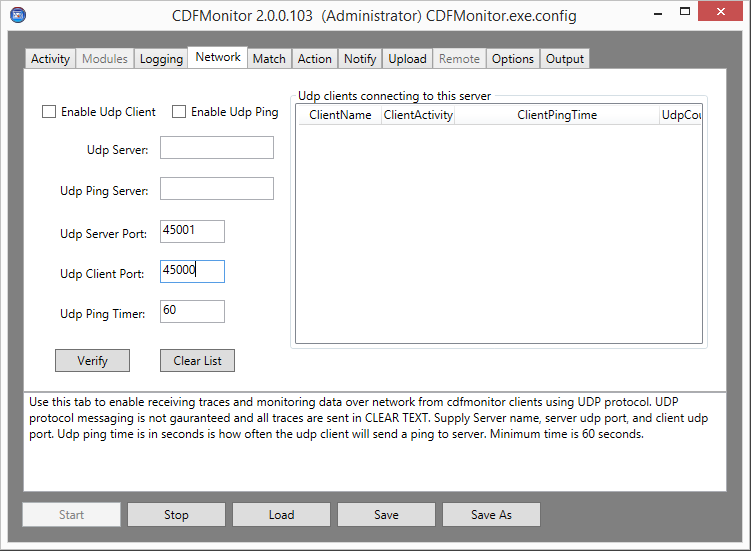 CDFMonitor 2.0.0.103 (Administrator) CDFMonitor.exe.config
Activity Modules Logging Network Match Action Notify Upload Remote Options Output
Enable Udp Client Enable Udp Ping
Udp Server:
Udp Ping Server:
Udp Server Port: 45001
Udp Client Port: 45000
Udp Ping Timer: 60
Verify Clear List
Udp clients connecting to this server
ClientName ClientActivity ClientPingTime UdpCou
Use this tab to enable receiving traces and monitoring data over network from cdfmonitor clients using UDP protocol. UDP
protocol messaging is not gauranteed and all traces are sent in CLEAR TEXT. Supply Server name, server udp port, and client udp
port. Udp ping time is in seconds is how often the udp client will send a ping to server. Minimum time is 60 seconds.
Start Stop Load Save Save As